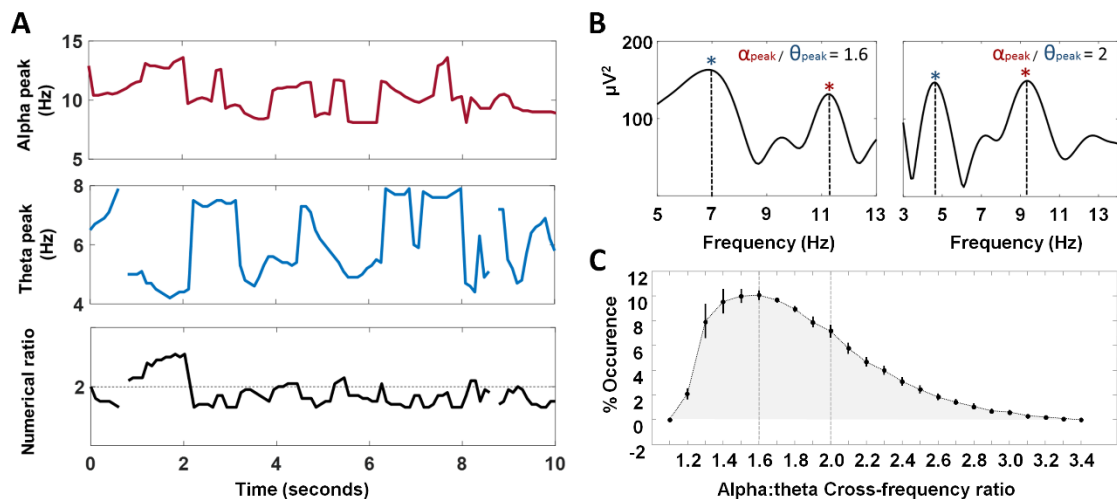 A
Alpha peak
(Hz)
15
10
5
Theta peak
(Hz)
8
6
4
Numerical ratio
2
0 2 4 6 8 10
Time (seconds)
B
µV²
200
100
αpeak / θpeak = 1.6
*
*
5 7 9 11 13
Frequency (Hz)
αpeak / θpeak = 2
*
*
3 5 7 9 11 13
Frequency (Hz)
C
% Occurence
10
8
6
4
2
0
-2
1.2 1.4 1.6 1.8 2.0 2.2 2.4 2.6 2.8 3.0 3.2 3.4
Alpha:theta Cross-frequency ratio